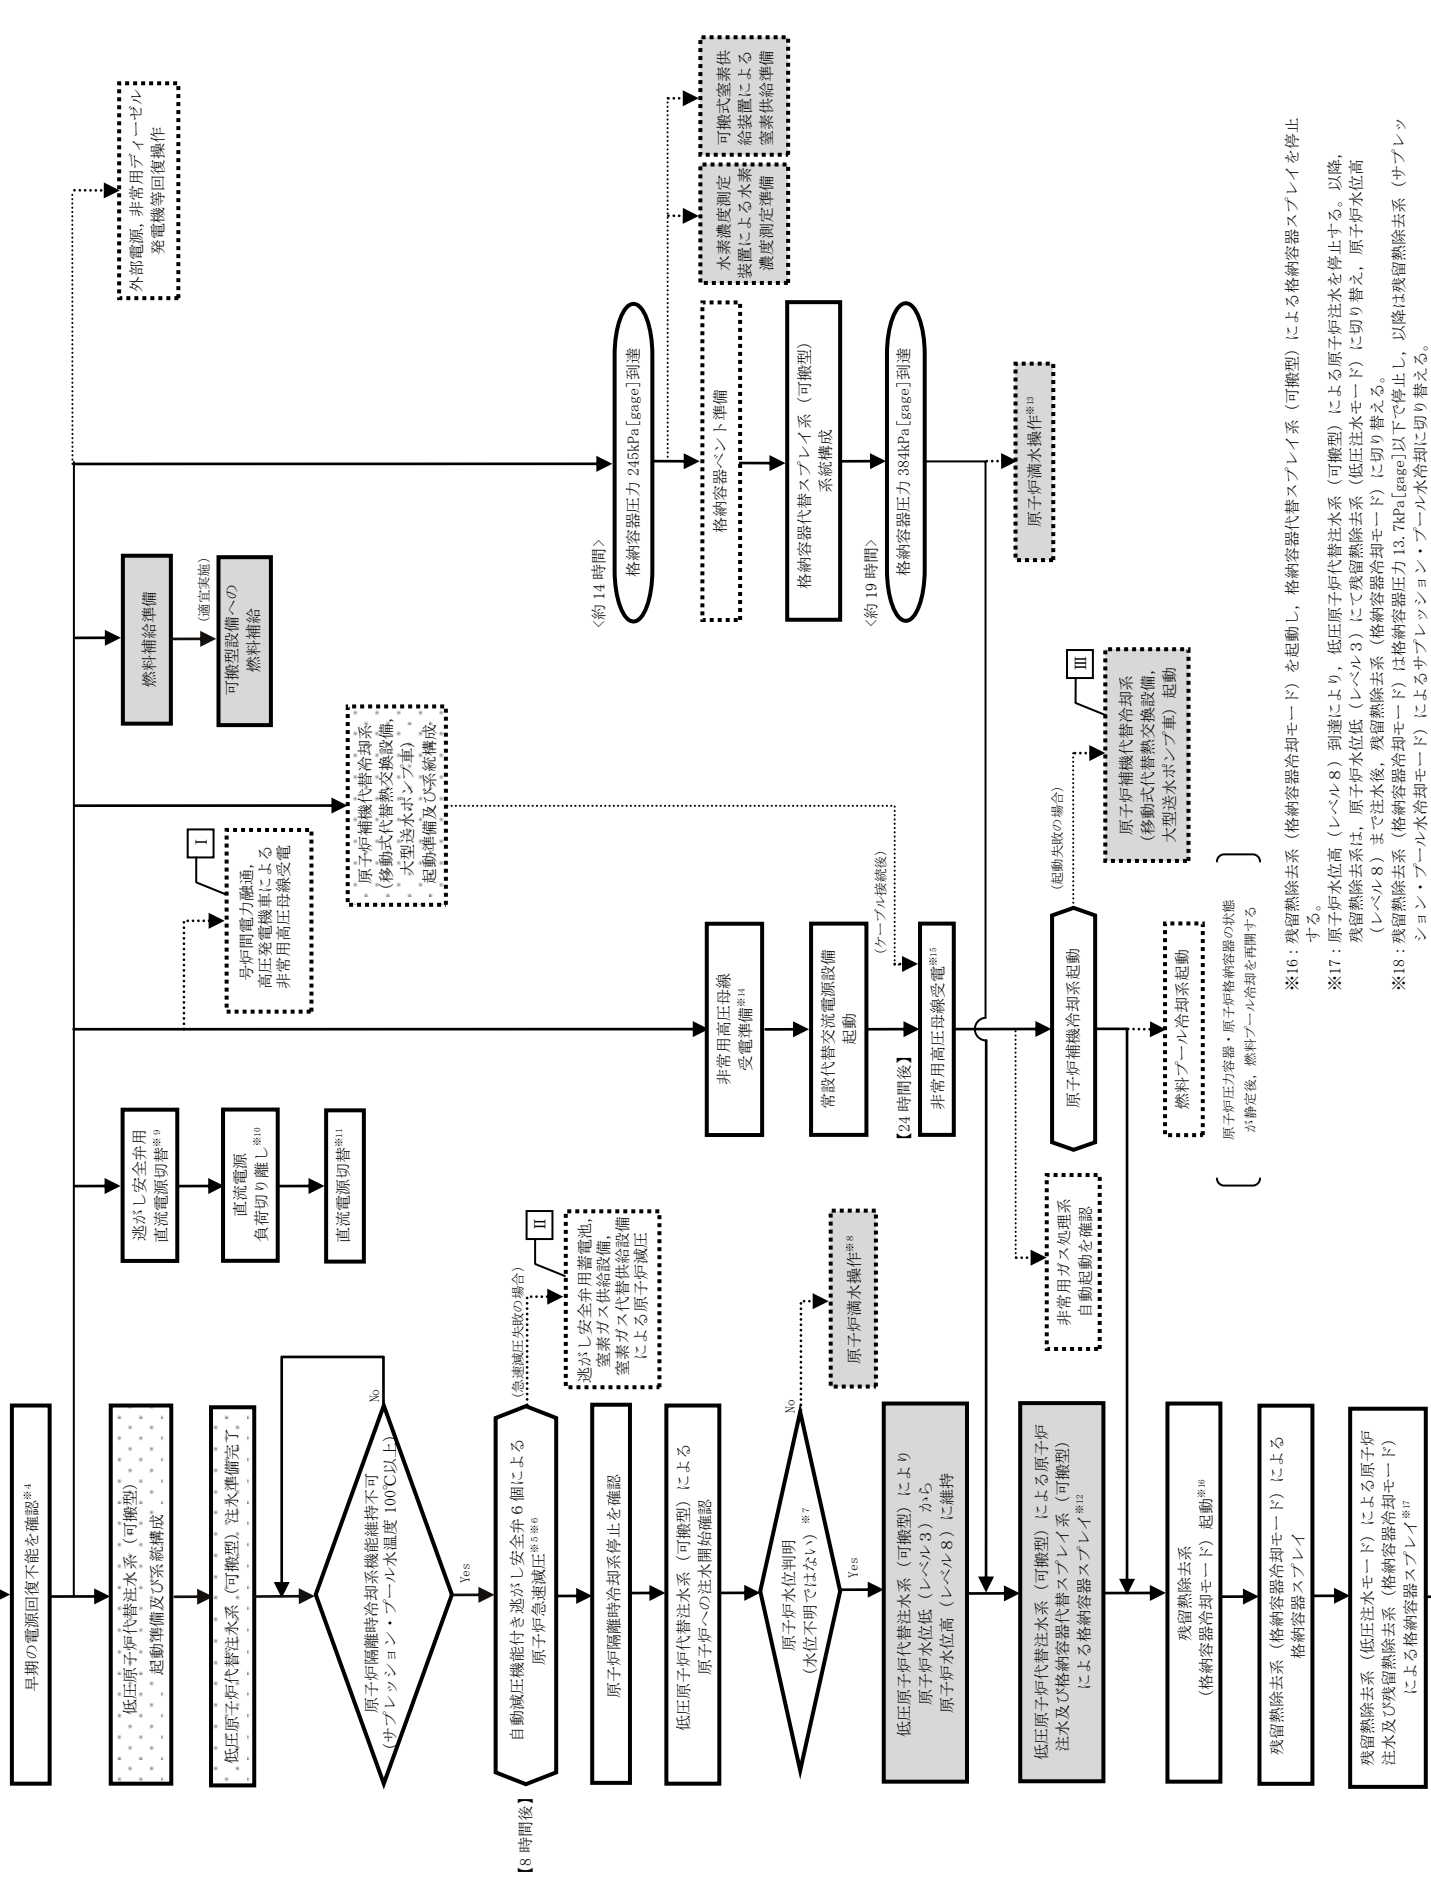 早期の電源回復不能を確認※4
低圧原子炉代替注水系（可搬型）
起動準備及び系統構成
低圧原子炉代替注水系（可搬型）注水準備完了
原子炉隔離時冷却系機能維持不可
（サプレッション・プール水温度 100℃以上）
No
Yes
【8 時間後】
自動減圧機能付き逃がし安全弁６個による
原子炉急速減圧※5※6
（急速減圧失敗の場合）
Ⅱ
逃がし安全弁用蓄電池，
窒素ガス供給設備，
窒素ガス代替供給設備
による原子炉減圧
原子炉隔離時冷却系停止を確認
低圧原子炉代替注水系（可搬型）による
原子炉への注水開始確認
原子炉水位判明
（水位不明ではない）※7
No
Yes
原子炉満水操作※8
低圧原子炉代替注水系（可搬型）により
原子炉水位低（レベル３）から
原子炉水位高（レベル８）に維持
低圧原子炉代替注水系（可搬型）による原子炉
注水及び格納容器代替スプレイ系（可搬型）
による格納容器スプレイ※12
残留熱除去系
（格納容器冷却モード）起動※16
残留熱除去系（格納容器冷却モード）による
格納容器スプレイ
残留熱除去系（低圧注水モード）による原子炉
注水及び残留熱除去系（格納容器冷却モード）
による格納容器スプレイ※17
逃がし安全弁用
直流電源切替※9
直流電源
負荷切り離し※10
直流電源切替※11
Ⅰ
号炉間電力融通，
高圧発電機車による
非常用高圧母線受電
非常用高圧母線
受電準備※14
常設代替交流電源設備
起動
（ケーブル接続後）
【24 時間後】
非常用高圧母線受電※15
非常用ガス処理系
自動起動を確認
原子炉補機冷却系起動
（起動失敗の場合）
Ⅲ
原子炉補機代替冷却系
（移動式代替熱交換設備，
大型送水ポンプ車）起動
燃料プール冷却系起動
原子炉圧力容器・原子炉格納容器の状態
が静定後，燃料プール冷却を再開する
原子炉補機代替冷却系
（移動式代替熱交換設備，
大型送水ポンプ車）
起動準備及び系統構成
燃料補給準備
（適宜実施）
可搬型設備への
燃料補給
外部電源，非常用ディーゼル
発電機等回復操作
<約 14 時間>
格納容器圧力 245kPa[gage]到達
格納容器ベント準備
水素濃度測定
装置による水素
濃度測定準備
可搬式窒素供
給装置による
窒素供給準備
格納容器代替スプレイ系（可搬型）
系統構成
<約 19 時間>
格納容器圧力 384kPa[gage]到達
原子炉満水操作※13
※16：残留熱除去系（格納容器冷却モード）を起動し，格納容器代替スプレイ系（可搬型）による格納容器スプレイを停止
する。
※17：原子炉水位高（レベル８）到達により，低圧原子炉代替注水系（可搬型）による原子炉注水を停止する。以降，
残留熱除去系は，原子炉水位低（レベル３）にて残留熱除去系（低圧注水モード）に切り替え，原子炉水位高
（レベル８）まで注水後，残留熱除去系（格納容器冷却モード）に切り替える。
※18：残留熱除去系（格納容器冷却モード）は格納容器圧力 13.7kPa[gage]以下で停止し，以降は残留熱除去系（サプレッ
ション・プール水冷却モード）によるサプレッション・プール水冷却に切り替える。